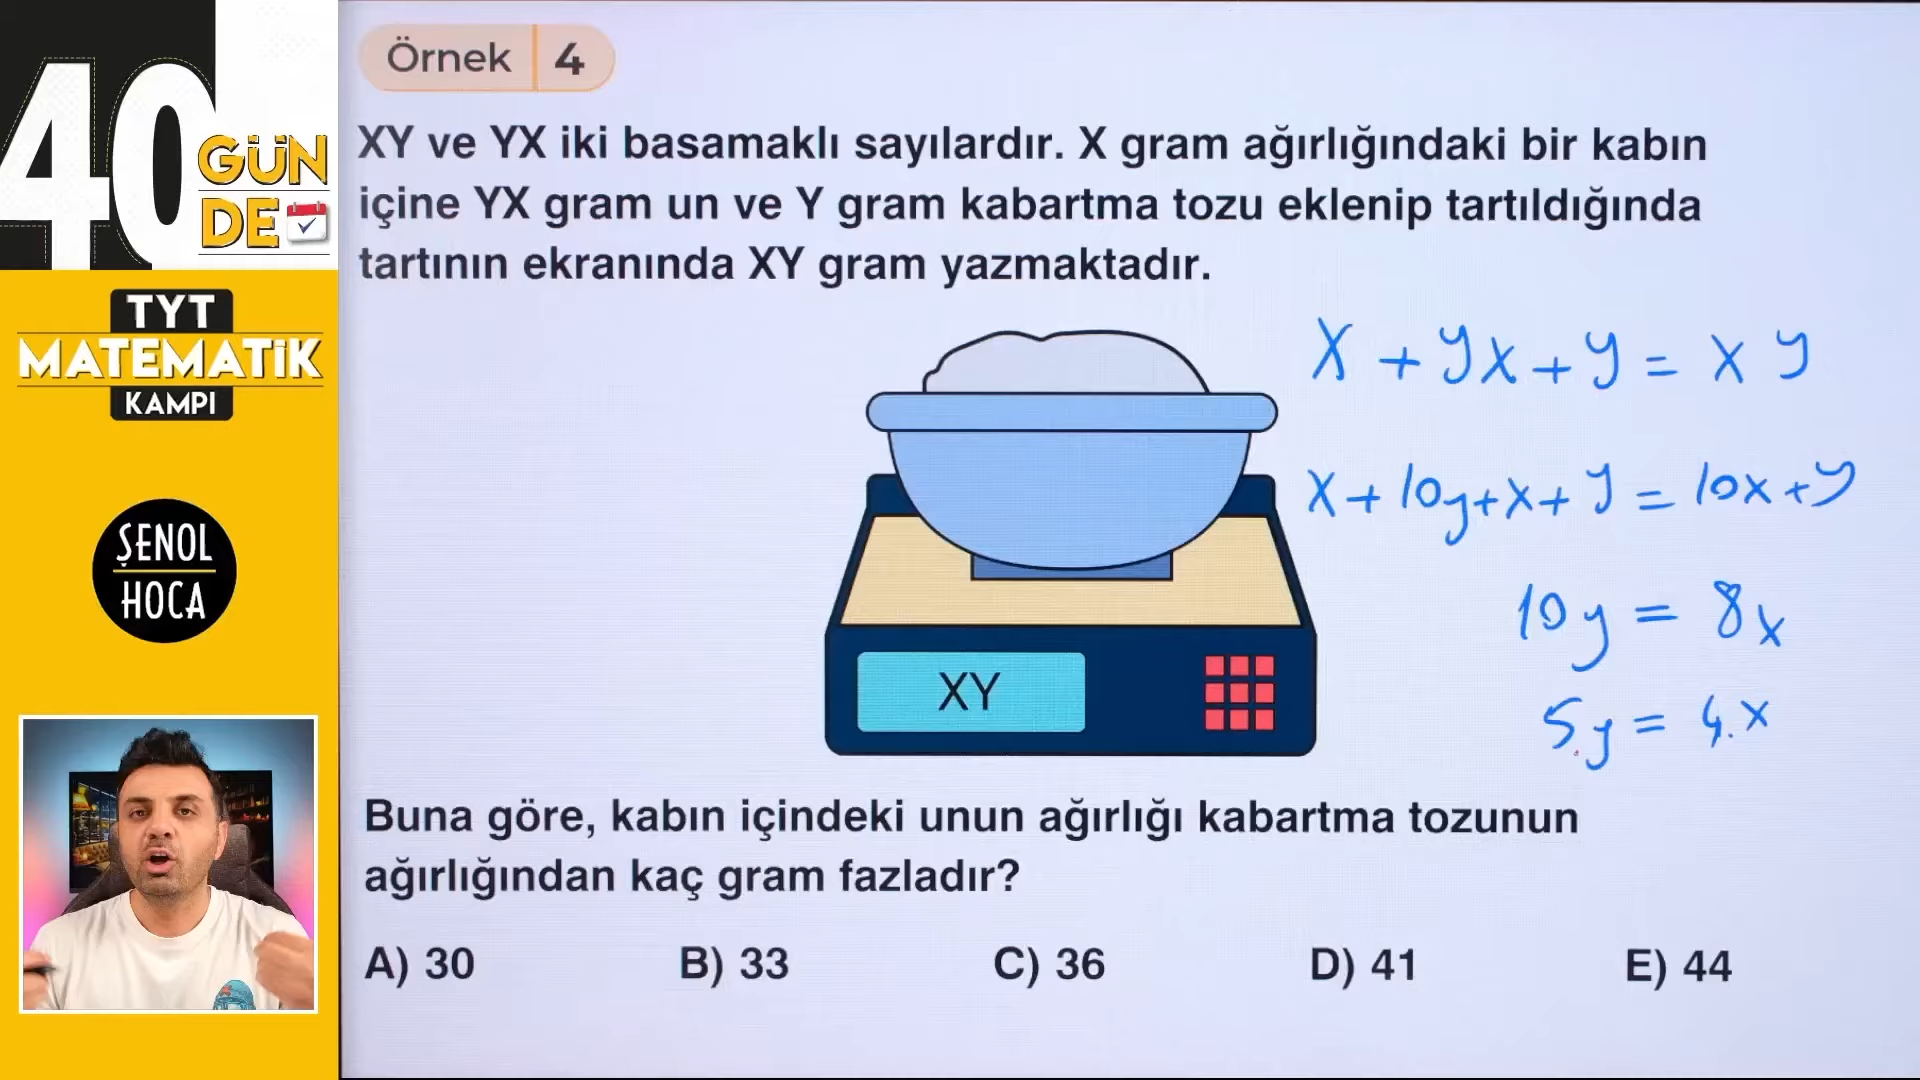 40
GÜN
DE
TYT
MATEMATİK
KAMPI
ŞENOL
HOCA
Örnek 4
XY ve YX iki basamaklı sayılardır. X gram ağırlığındaki bir kabın
içine YX gram un ve Y gram kabartma tozu eklenip tartıldığında
tartının ekranında XY gram yazmaktadır.
X + YX + Y = XY
X + 10y + X + Y = 10X + Y
10y = 8x
5.y = 4.x
XY
Buna göre, kabın içindeki unun ağırlığı kabartma tozunun
ağırlığından kaç gram fazladır?
A) 30 B) 33 C) 36 D) 41 E) 44